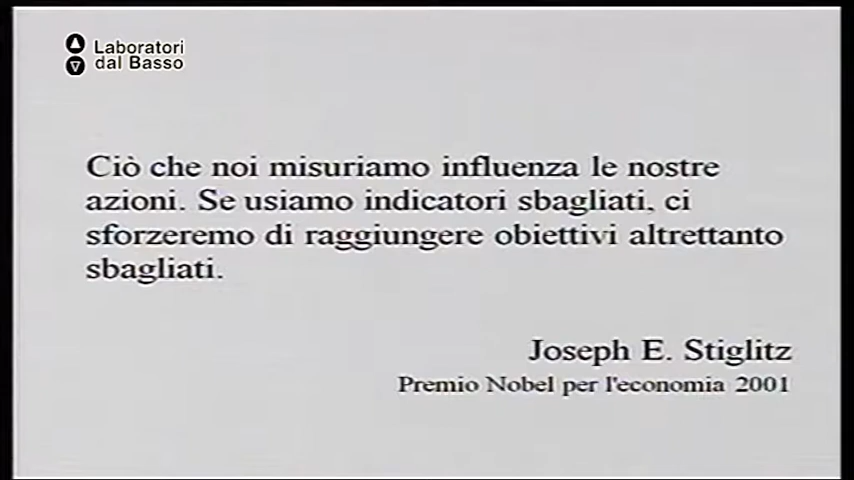 Laboratori
dal Basso
Ciò che noi misuriamo influenza le nostre
azioni. Se usiamo indicatori sbagliati, ci
sforzeremo di raggiungere obiettivi altrettanto
sbagliati.
Joseph E. Stiglitz
Premio Nobel per l'economia 2001